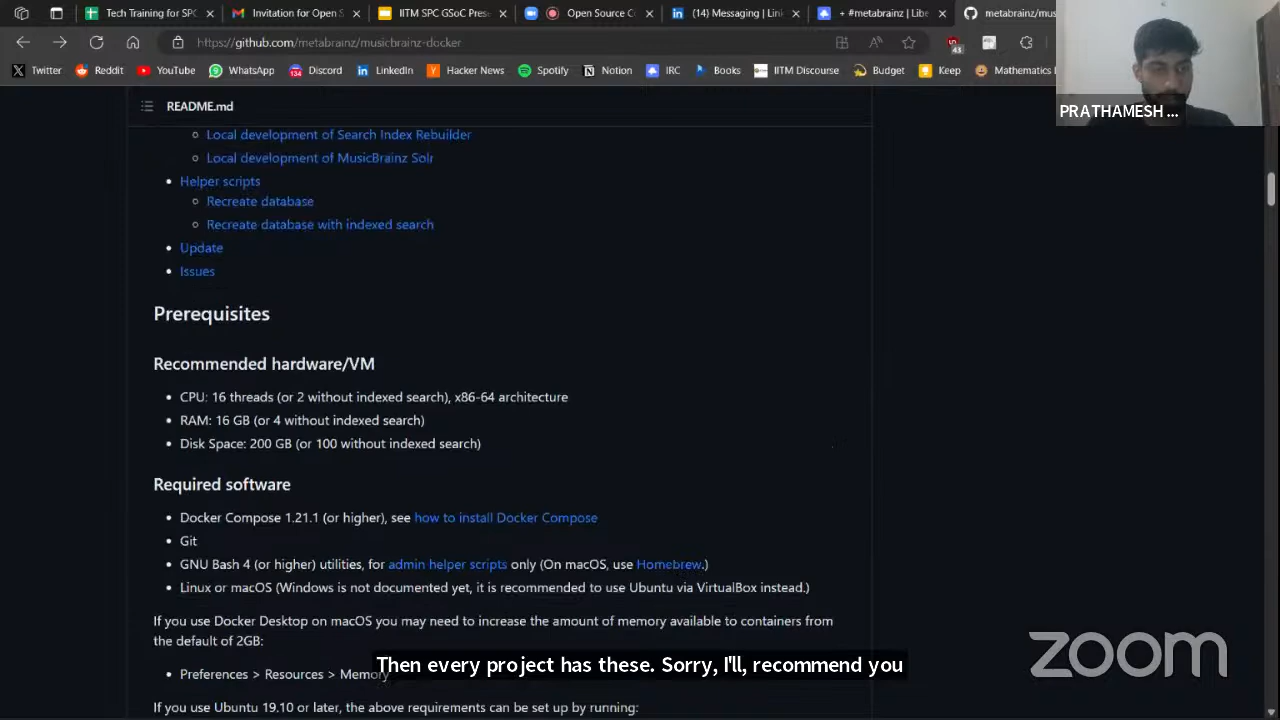 Tech Training for SPC
Invitation for Open S
IITM SPC GSoC Pres
Open Source C
(14) Messaging | Lin
+ #metabrainz | Libe
metabrainz/mus
https://github.com/metabrainz/musicbrainz-docker
43
Twitter
Reddit
YouTube
WhatsApp
134
Discord
LinkedIn
Hacker News
Spotify
Notion
IRC
Books
IITM Discourse
Budget
Keep
Mathematics I
PRATHAMESH ...
README.md
Local development of Search Index Rebuilder
Local development of MusicBrainz Solr
• Helper scripts
Recreate database
Recreate database with indexed search
• Update
• Issues
Prerequisites
Recommended hardware/VM
• CPU: 16 threads (or 2 without indexed search), x86-64 architecture
• RAM: 16 GB (or 4 without indexed search)
• Disk Space: 200 GB (or 100 without indexed search)
Required software
• Docker Compose 1.21.1 (or higher), see how to install Docker Compose
• Git
• GNU Bash 4 (or higher) utilities, for admin helper scripts only (On macOS, use Homebrew.)
• Linux or macOS (Windows is not documented yet, it is recommended to use Ubuntu via VirtualBox instead.)
If you use Docker Desktop on macOS you may need to increase the amount of memory available to containers from
the default of 2GB:
• Preferences > Resources > Memory
Then every project has these. Sorry, I'll, recommend you
If you use Ubuntu 19.10 or later, the above requirements can be set up by running:
zoom